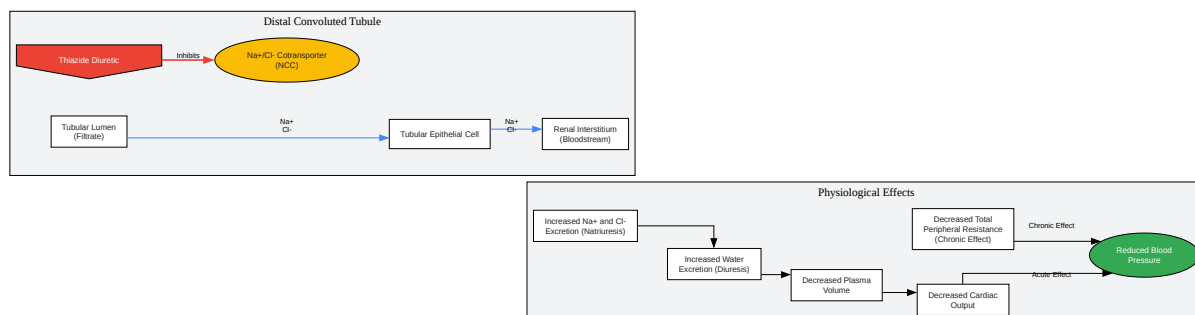 Distal Convoluted Tubule
Thiazide Diuretic
Inhibits
Na+/Cl- Cotransporter
(NCC)
Tubular Lumen
(Filtrate)
Na+
Cl-
Tubular Epithelial Cell
Na+
Cl-
Renal Interstitium
(Bloodstream)
Physiological Effects
Increased Na+ and Cl-
Excretion (Natriuresis)
Increased Water
Excretion (Diuresis)
Decreased Plasma
Volume
Decreased Cardiac
Output
Decreased Total
Peripheral Resistance
(Chronic Effect)
Chronic Effect
Acute Effect
Reduced Blood
Pressure